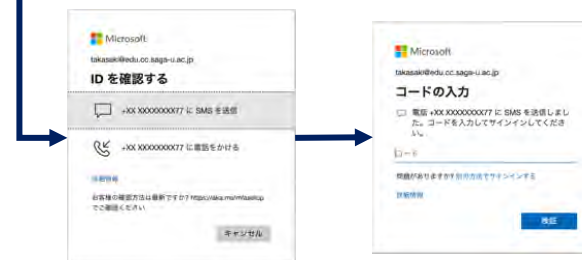 Microsoft
takasaki@edu.cc.saga-u.ac.jp
ID を確認する
+XX XXXXXXXX77 に SMS を送信
+XX XXXXXXXX77 に電話をかける
詳細情報
お客様の確認方法は最新ですか? https://aka.ms/mfasetup
でご確認ください
キャンセル
Microsoft
takasaki@edu.cc.saga-u.ac.jp
コードの入力
電話 +XX XXXXXXXX77 に SMS を送信しまし
た。コードを入力してサインインしてくださ
い。
コード
問題がありますか? 別の方法でサインインする
詳細情報
検証